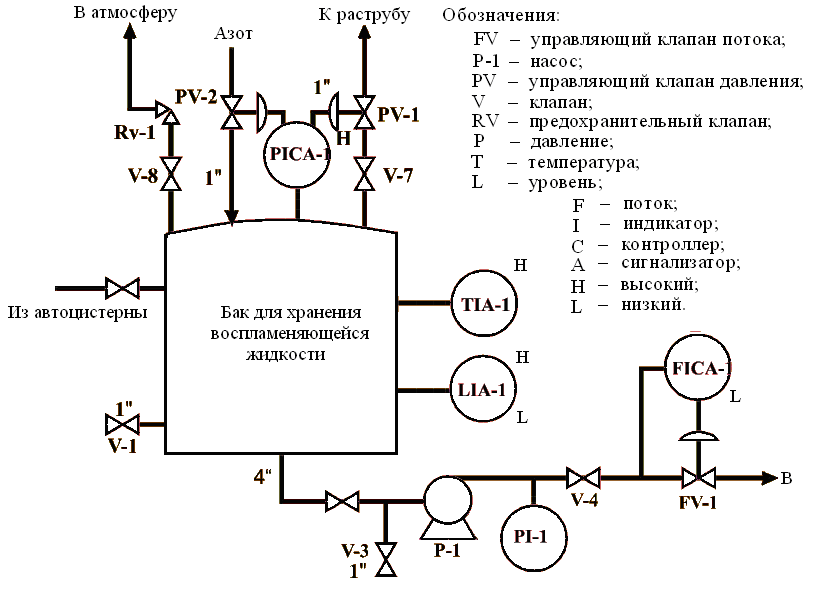 В атмосферу
Азот
К раструбу
Обозначения:
FV – управляющий клапан потока;
P-1 – насос;
PV – управляющий клапан давления;
V – клапан;
RV – предохранительный клапан;
P – давление;
T – температура;
L – уровень;
F – поток;
I – индикатор;
C – контроллер;
A – сигнализатор;
H – высокий;
L – низкий.
PV-2
1"
PV-1
Rv-1
H
PICA-1
V-8
1"
V-7
Из автоцистерны
Бак для хранения
воспламеняющейся
жидкости
H
TIA-1
H
LIA-1
L
FICA-1
L
1"
V-1
4"
V-3
1"
P-1
PI-1
V-4
FV-1
В